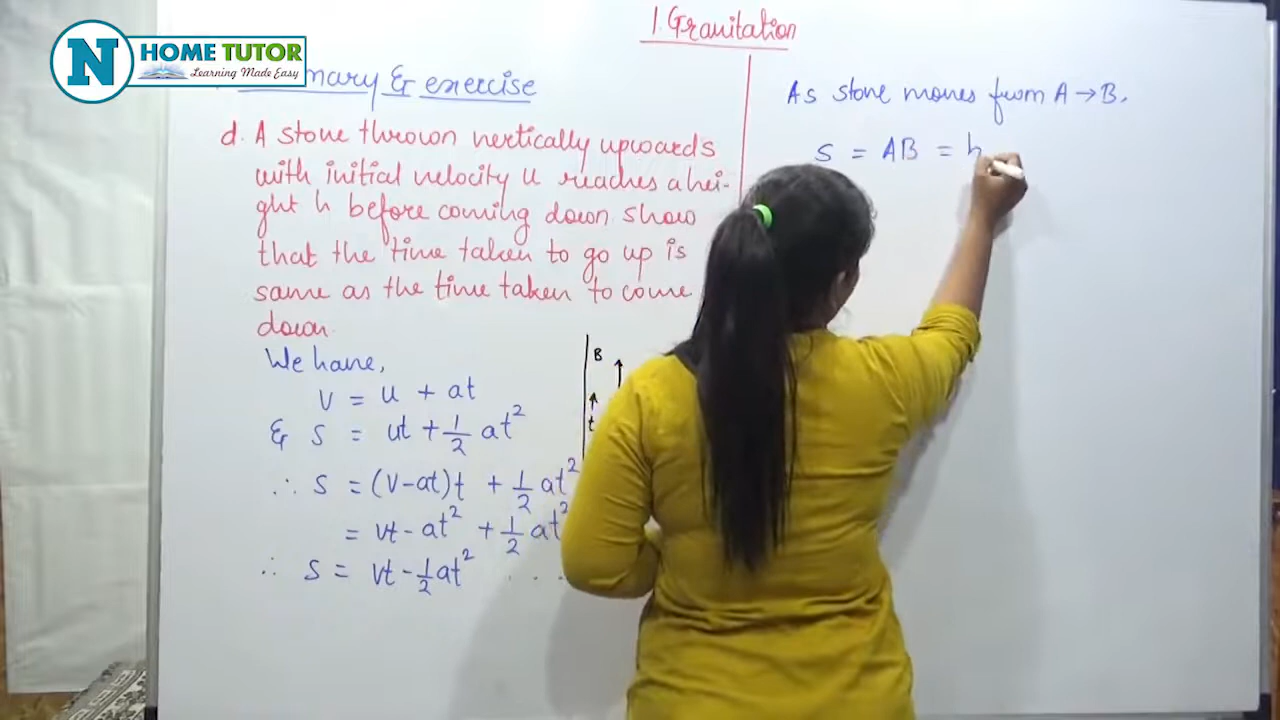 1. Gravitation
N HOME TUTOR
Learning Made Easy
& exercise
d. A stone thrown vertically upwards
with initial velocity u reaches a hei-
ght h before coming down. show
that the time taken to go up is
same as the time taken to come
down.
We have,
v = u + at
& s = ut + 1/2 at²
∴ s = (v-at)t + 1/2 at²
= vt - at² + 1/2 at²
∴ s = vt - 1/2 at² . . .
B
t
As stone moves from A → B.
s = AB = h